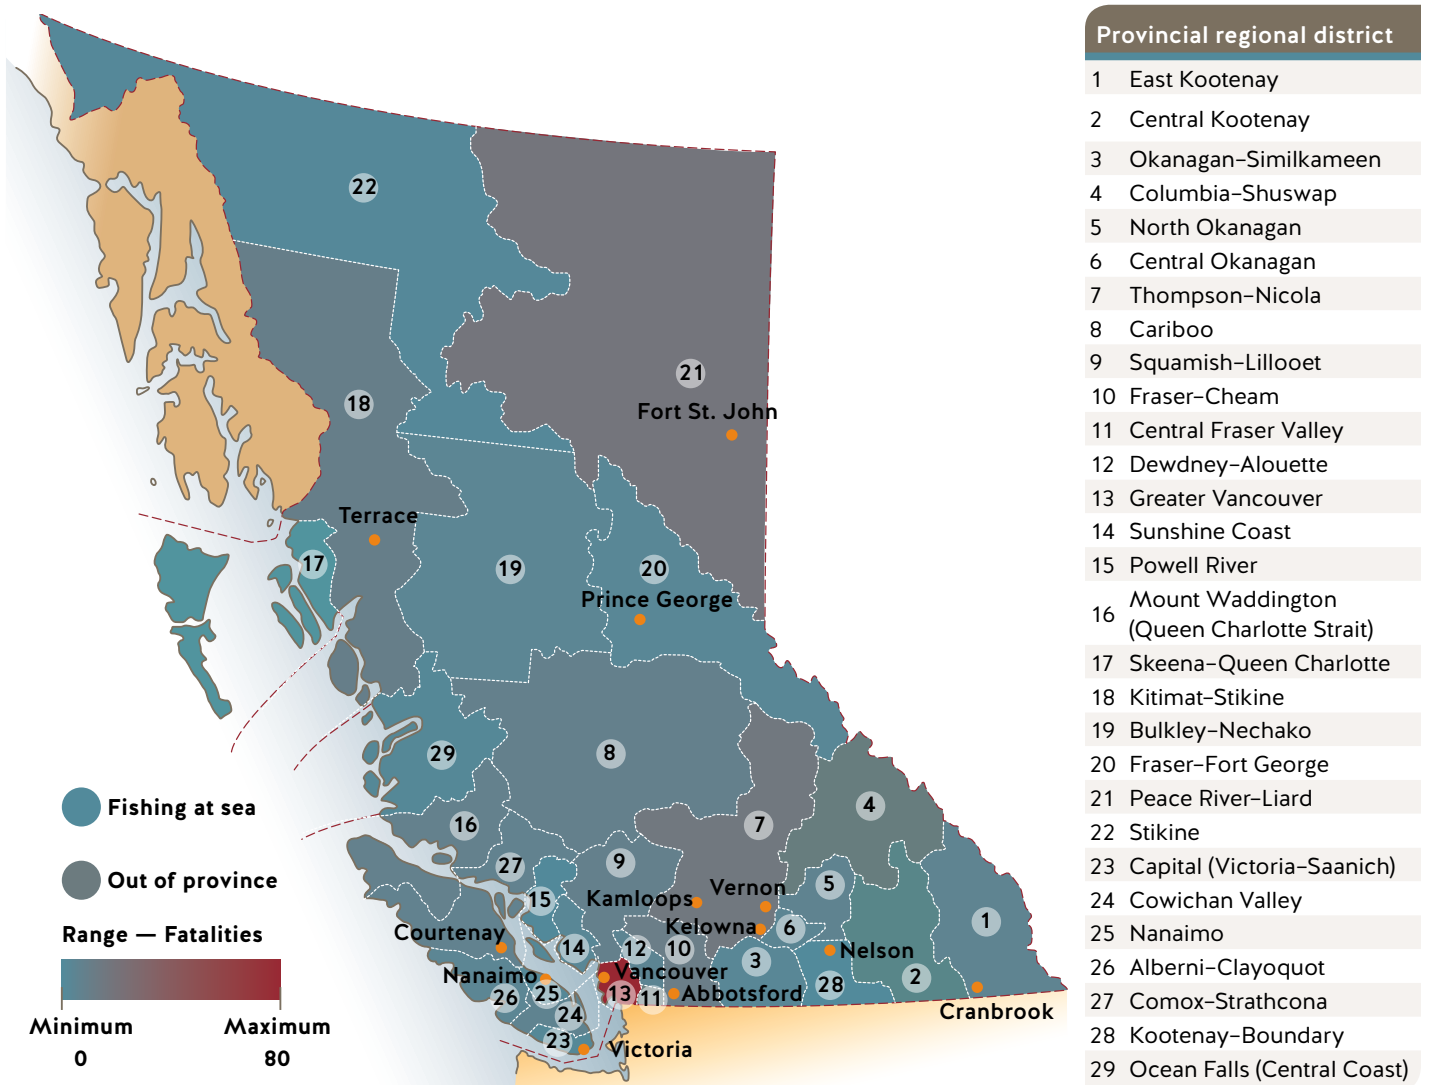 22
21
Fort St. John
18
Terrace
17
19
20
Prince George
29
8
Fishing at sea
16
7
4
Out of province
27
9
5
Kamloops
Vernon
15
Range — Fatalities
Courtenay
Kelowna
6
1
14
12
10
3
Nelson
Nanaimo
Vancouver
28
2
26
25
13
11
Abbotsford
Cranbrook
24
23
Victoria
Minimum
Maximum
0
80
Provincial regional district
1 East Kootenay
2 Central Kootenay
3 Okanagan–Similkameen
4 Columbia–Shuswap
5 North Okanagan
6 Central Okanagan
7 Thompson–Nicola
8 Cariboo
9 Squamish–Lillooet
10 Fraser–Cheam
11 Central Fraser Valley
12 Dewdney–Alouette
13 Greater Vancouver
14 Sunshine Coast
15 Powell River
16 Mount Waddington
(Queen Charlotte Strait)
17 Skeena–Queen Charlotte
18 Kitimat–Stikine
19 Bulkley–Nechako
20 Fraser–Fort George
21 Peace River–Liard
22 Stikine
23 Capital (Victoria–Saanich)
24 Cowichan Valley
25 Nanaimo
26 Alberni–Clayoquot
27 Comox–Strathcona
28 Kootenay–Boundary
29 Ocean Falls (Central Coast)